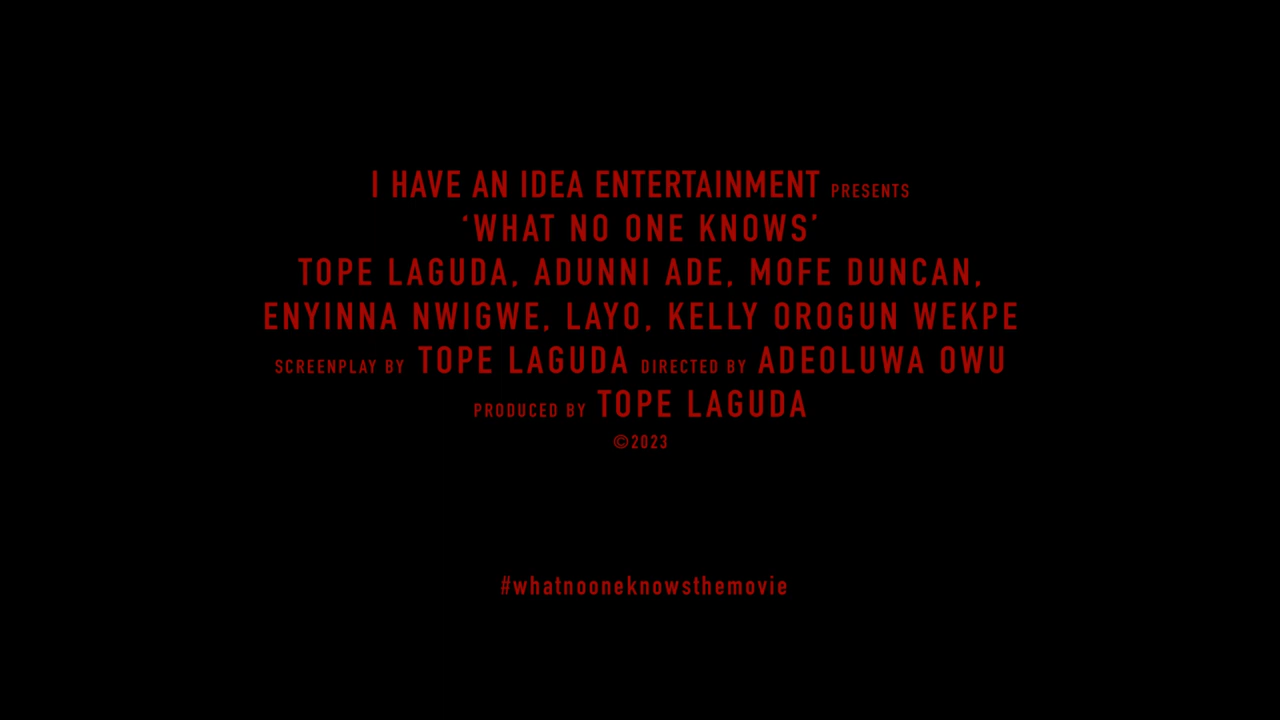 I HAVE AN IDEA ENTERTAINMENT PRESENTS
‘WHAT NO ONE KNOWS’
TOPE LAGUDA, ADUNNI ADE, MOFE DUNCAN,
ENYINNA NWIGWE, LAYO, KELLY OROGUN WEKPE
SCREENPLAY BY TOPE LAGUDA DIRECTED BY ADEOLUWA OWU
PRODUCED BY TOPE LAGUDA
©2023
#whatnooneknowsthemovie